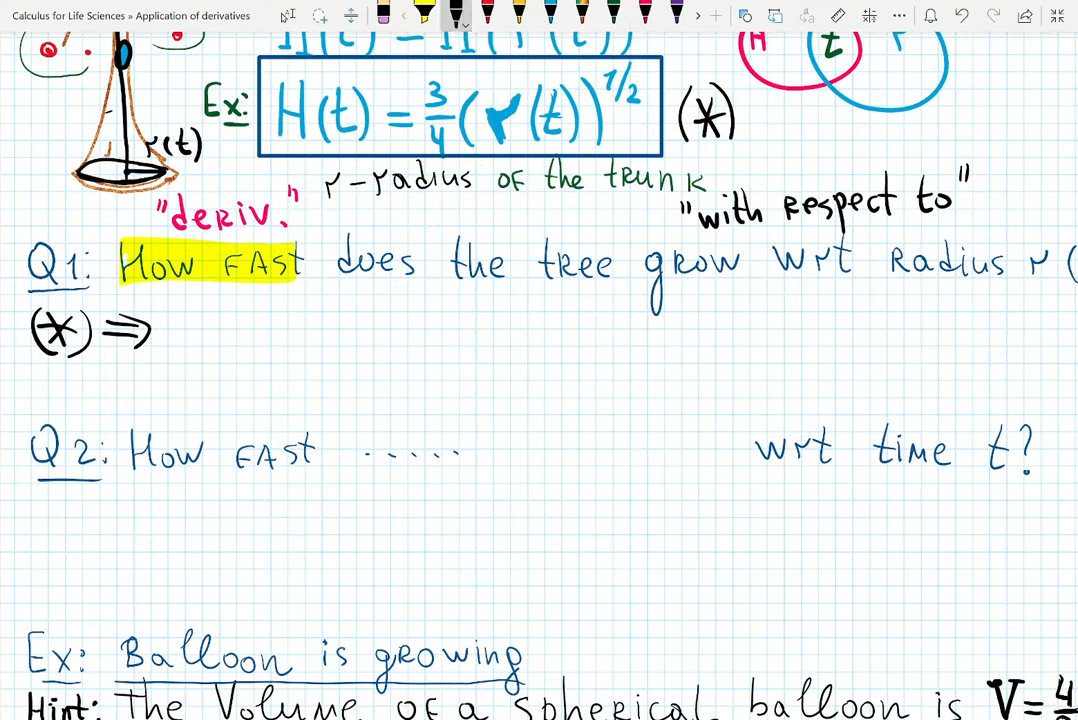 Calculus for Life Sciences » Application of derivatives
H(t) = H(r(t))
H t r
Ex: H(t) = 3/4 (r(t))^1/2 (*)
r(t)
r - radius of the trunk
"deriv." "with respect to"
Q1: How FASt does the tree grow wrt Radius r (
(*) ⇒
Q2: How FASt ...... wrt time t?
Ex: Balloon is growing
Hint: The Volume of a spherical balloon is V = 4